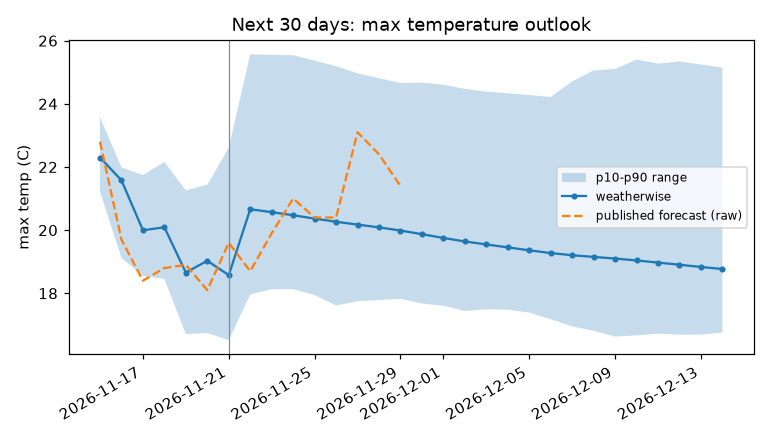 Next 30 days: max temperature outlook
max temp (C)
26
24
22
20
18
p10-p90 range
weatherwise
published forecast (raw)
2026-11-17
2026-11-21
2026-11-25
2026-11-29
2026-12-01
2026-12-05
2026-12-09
2026-12-13